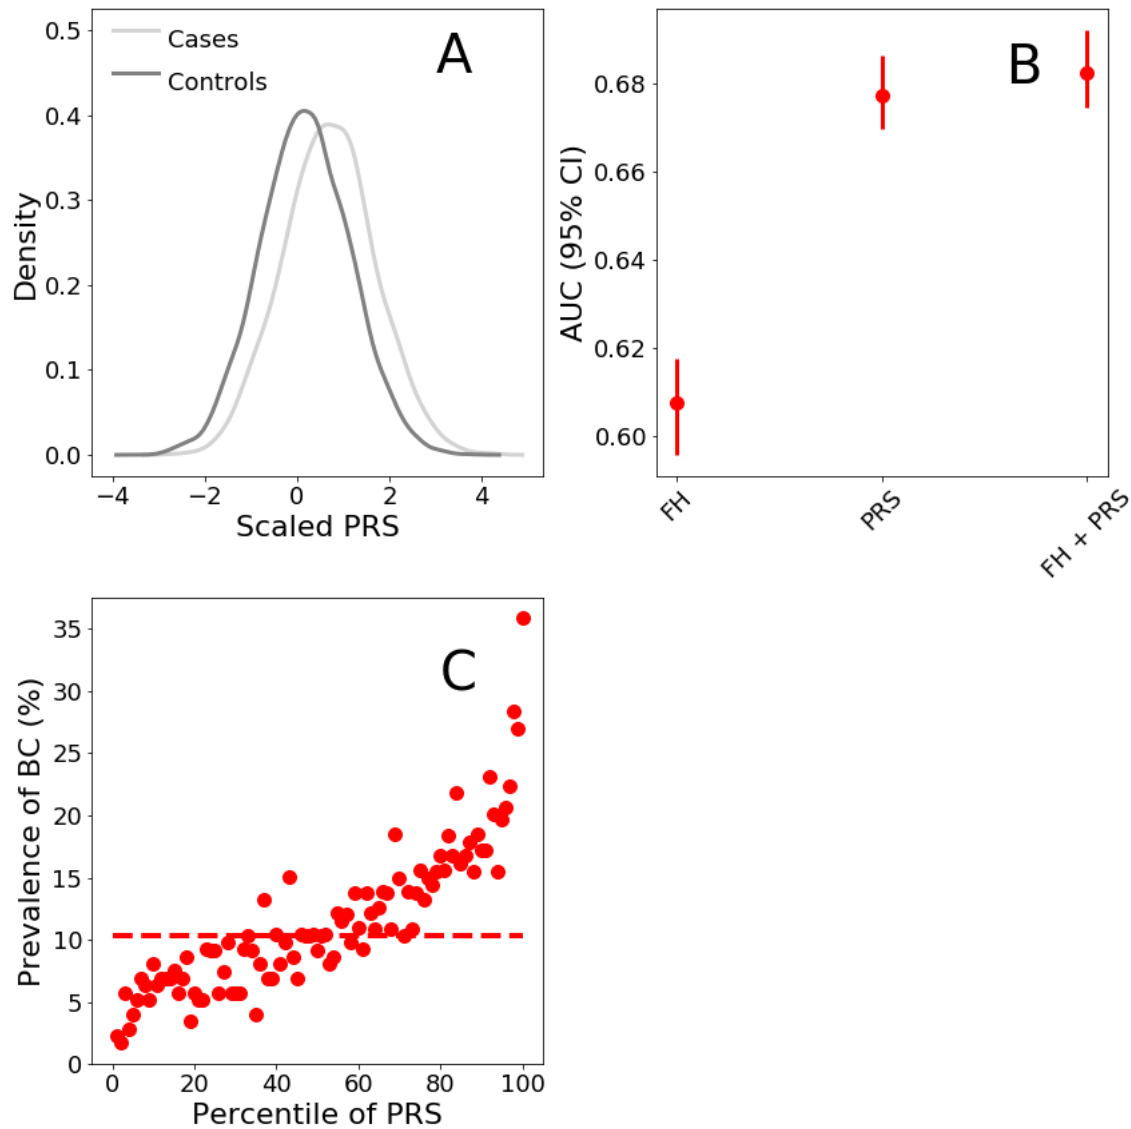 A
Cases
Controls
Density
0.5
0.4
0.3
0.2
0.1
0.0
−4
−2
0
2
4
Scaled PRS
B
AUC (95% CI)
0.68
0.66
0.64
0.62
0.60
FH
PRS
FH + PRS
C
Prevalence of BC (%)
35
30
25
20
15
10
5
0
0
20
40
60
80
100
Percentile of PRS